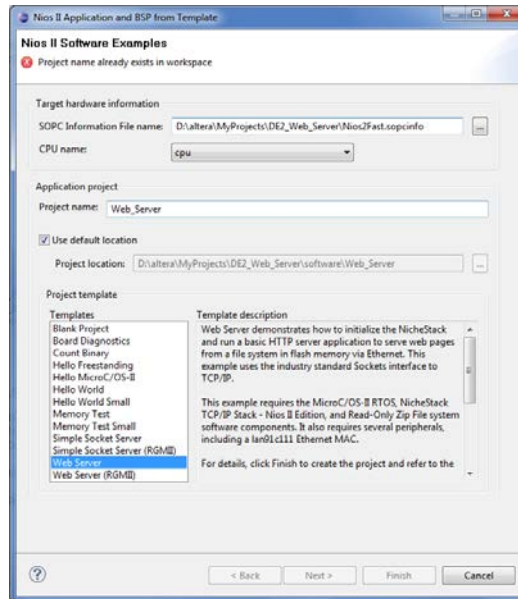 Nios II Application and BSP from Template
Nios II Software Examples
Project name already exists in workspace
Target hardware information
SOPC Information File name: D:\altera\MyProjects\DE2_Web_Server\Nios2Fast.sopcinfo ...
CPU name: cpu
Application project
Project name: Web_Server
Use default location
Project location: D:\altera\MyProjects\DE2_Web_Server\software\Web_Server ...
Project template
Templates
Blank Project
Board Diagnostics
Count Binary
Hello Freestanding
Hello MicroC/OS-II
Hello World
Hello World Small
Memory Test
Memory Test Small
Simple Socket Server
Simple Socket Server (RGMII)
Web Server
Web Server (RGMII)
Template description
Web Server demonstrates how to initialize the NicheStack
and run a basic HTTP server application to serve web pages
from a file system in flash memory via Ethernet. This
example uses the industry standard Sockets interface to
TCP/IP.
This example requires the MicroC/OS-II RTOS, NicheStack
TCP/IP Stack - Nios II Edition, and Read-Only Zip File system
software components. It also requires several peripherals,
including a lan91c111 Ethernet MAC.
For details, click Finish to create the project and refer to the
? < Back Next > Finish Cancel